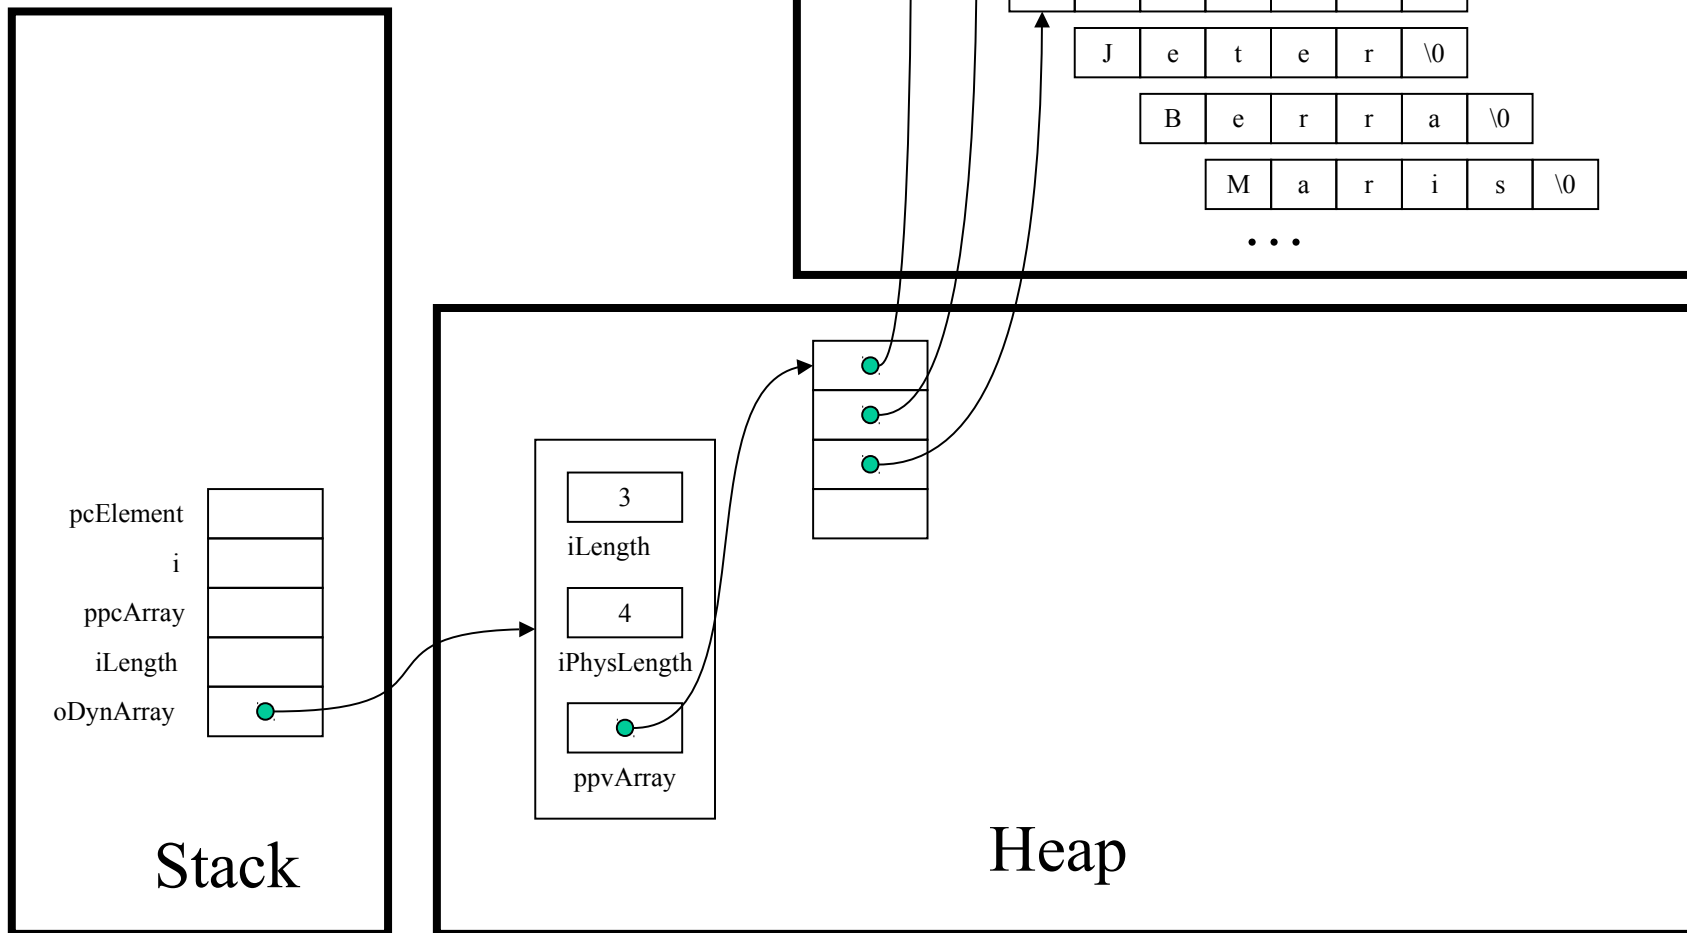 J e t e r \0
B e r r a \0
M a r i s \0
...
3
iLength
4
iPhysLength
ppvArray
pcElement
i
ppcArray
iLength
oDynArray
Stack
Heap